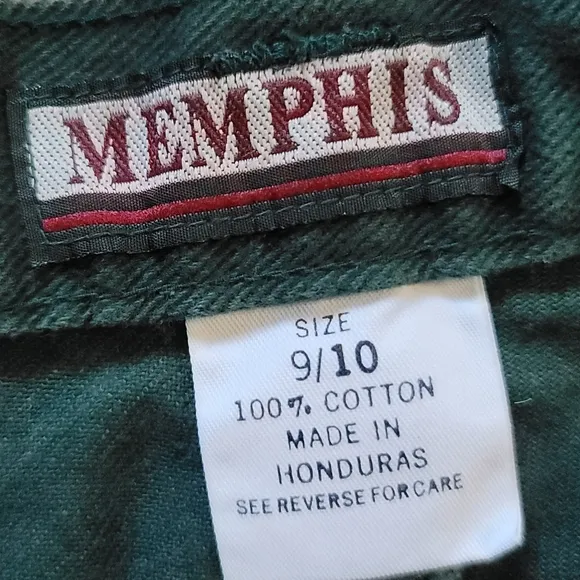 MEMPHIS
SIZE
9/10
100% COTTON
MADE IN
HONDURAS
SEE REVERSE FOR CARE